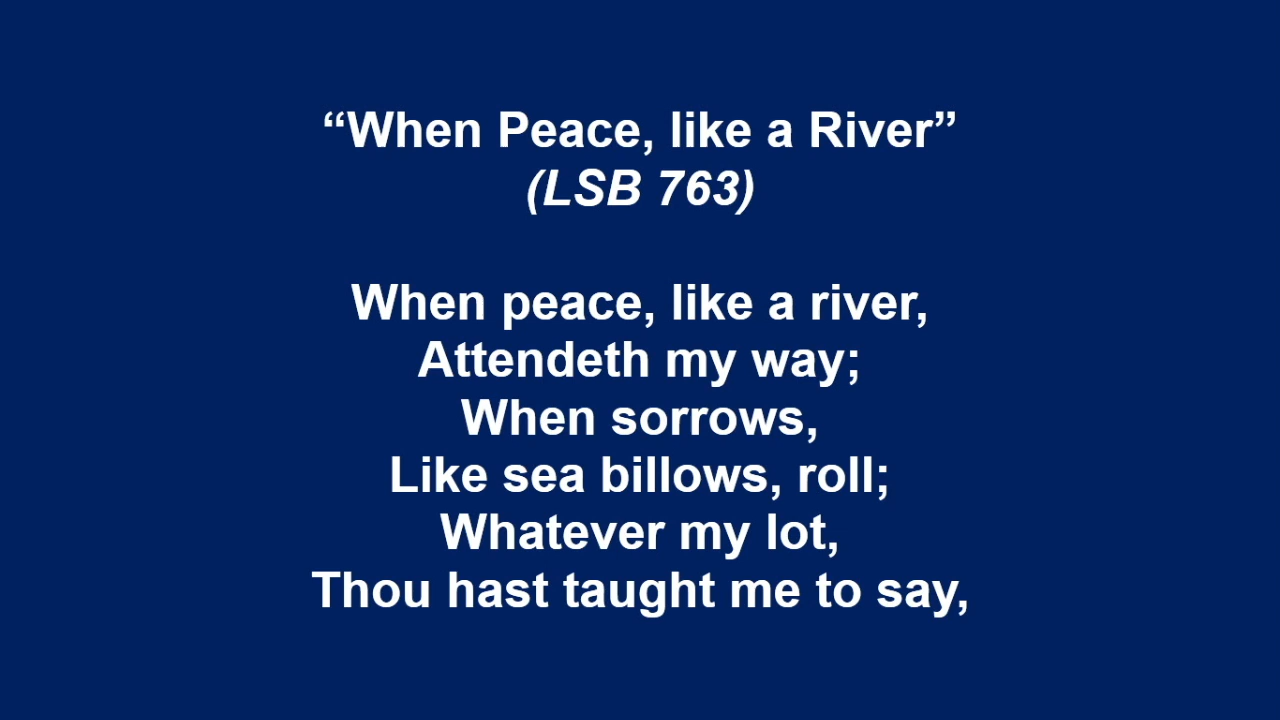 “When Peace, like a River”
(LSB 763)
When peace, like a river,
Attendeth my way;
When sorrows,
Like sea billows, roll;
Whatever my lot,
Thou hast taught me to say,